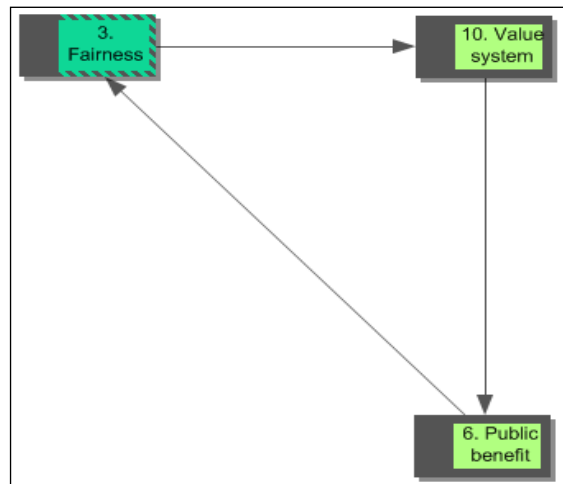 3.
Fairness
10. Value
system
6. Public
benefit